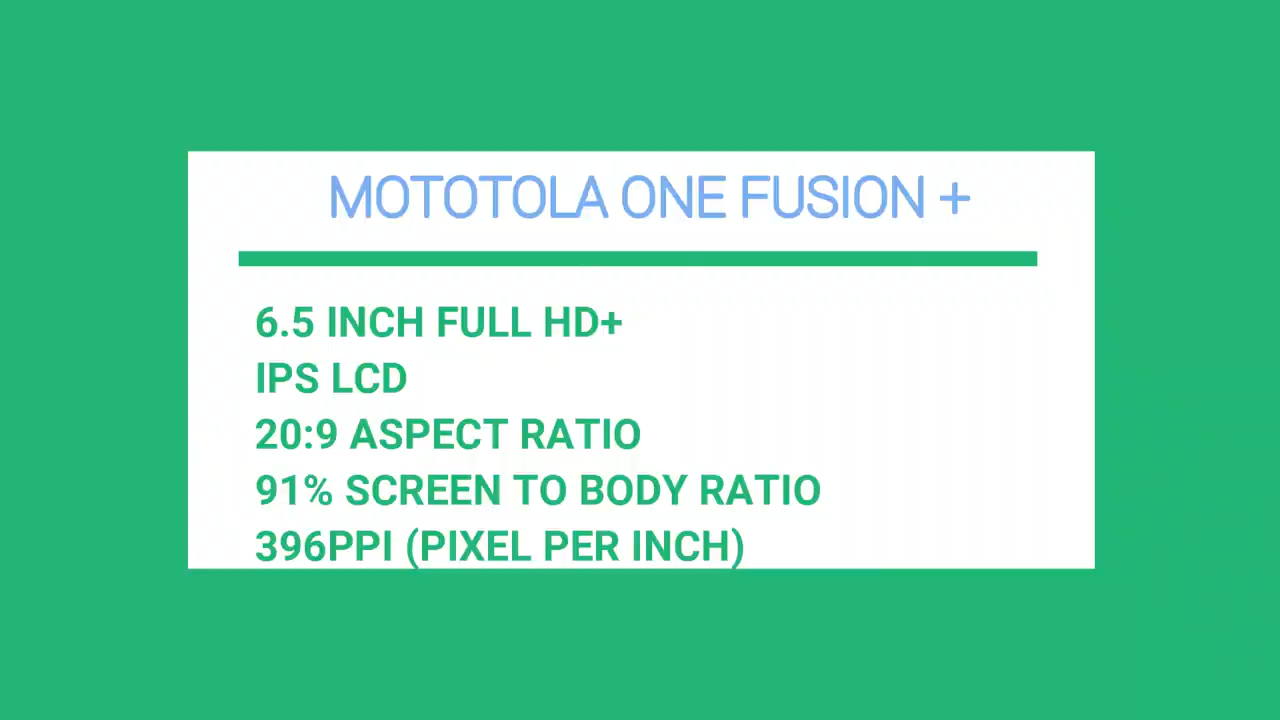 MOTOTOLA ONE FUSION +
6.5 INCH FULL HD+
IPS LCD
20:9 ASPECT RATIO
91% SCREEN TO BODY RATIO
396PPI (PIXEL PER INCH)